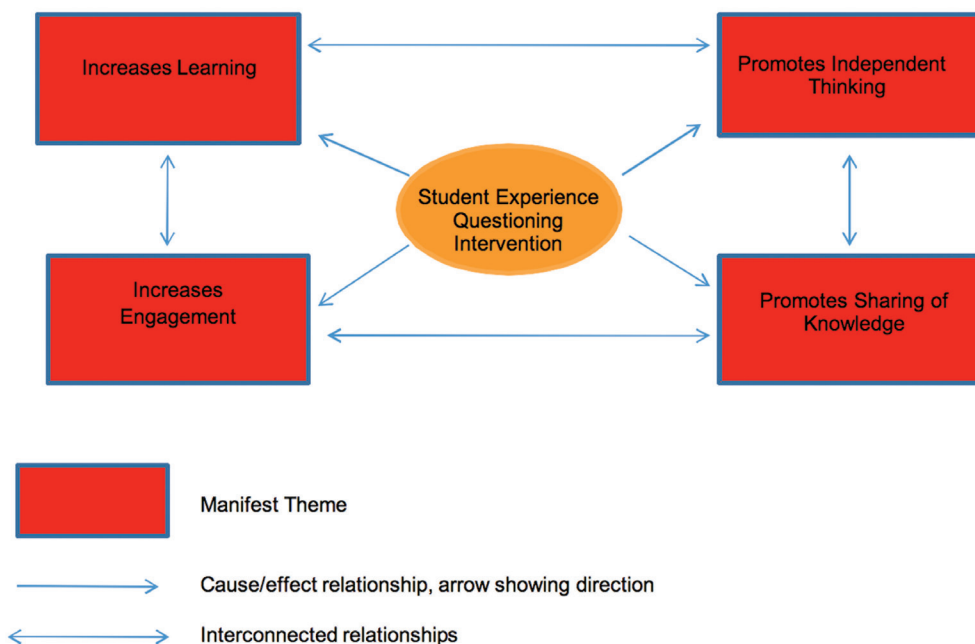 Increases Learning
Promotes Independent
Thinking
Student Experience
Questioning
Intervention
Increases
Engagement
Promotes Sharing of
Knowledge
Manifest Theme
Cause/effect relationship, arrow showing direction
Interconnected relationships